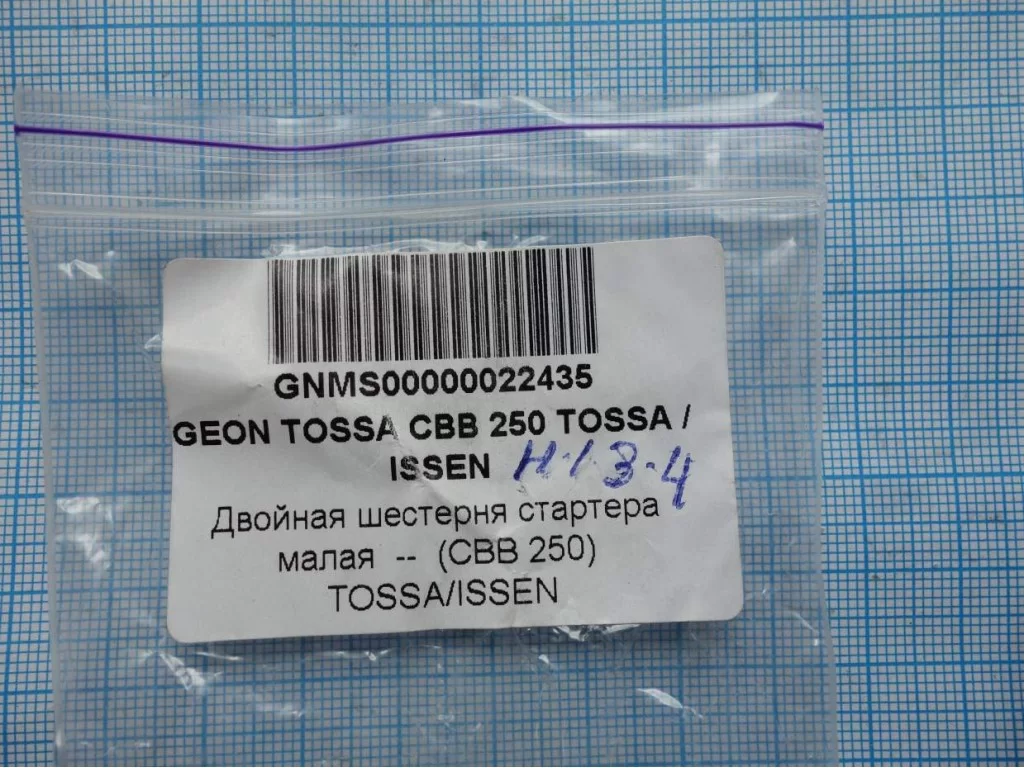 GNMS00000022435
GEON TOSSA CBB 250 TOSSA /
ISSEN Н-1 3-4
Двойная шестерня стартера
малая -- (CBB 250)
TOSSA/ISSEN